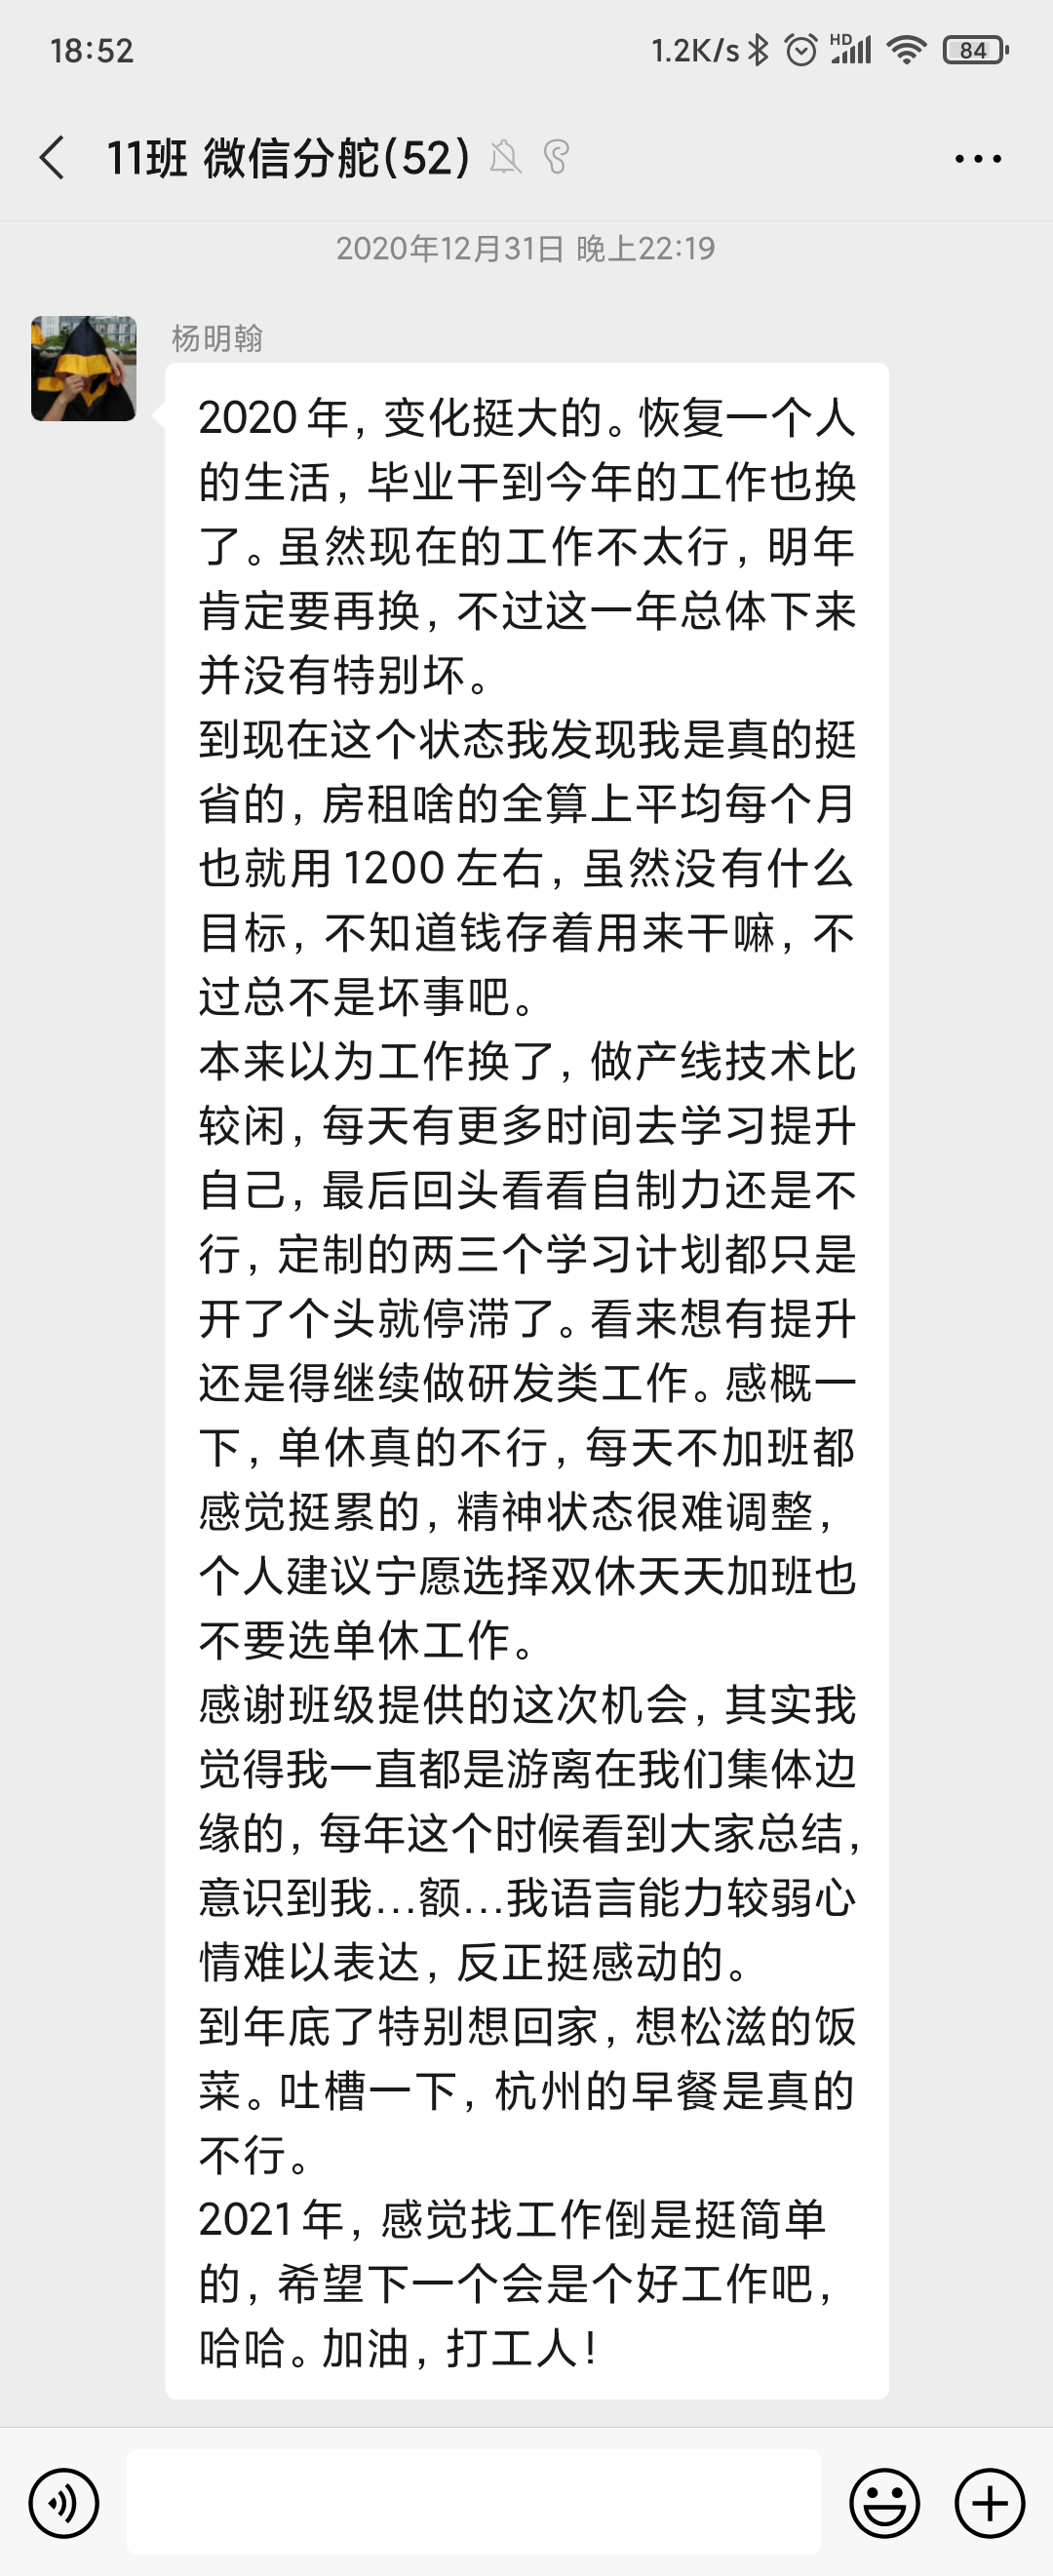 18:52
1.2K/s HD 84
11班 微信分舵(52)
2020年12月31日 晚上22:19
杨明翰
2020 年，变化挺大的。恢复一个人
的生活，毕业干到今年的工作也换
了。虽然现在的工作不太行，明年
肯定要再换，不过这一年总体下来
并没有特别坏。
到现在这个状态我发现我是真的挺
省的，房租啥的全算上平均每个月
也就用 1200 左右，虽然没有什么
目标，不知道钱存着用来干嘛，不
过总不是坏事吧。
本来以为工作换了，做产线技术比
较闲，每天有更多时间去学习提升
自己，最后回头看看自制力还是不
行，定制的两三个学习计划都只是
开了个头就停滞了。看来想有提升
还是得继续做研发类工作。感概一
下，单休真的不行，每天不加班都
感觉挺累的，精神状态很难调整，
个人建议宁愿选择双休天天加班也
不要选单休工作。
感谢班级提供的这次机会，其实我
觉得我一直都是游离在我们集体边
缘的，每年这个时候看到大家总结，
意识到我…额…我语言能力较弱心
情难以表达，反正挺感动的。
到年底了特别想回家，想松滋的饭
菜。吐槽一下，杭州的早餐是真的
不行。
2021 年，感觉找工作倒是挺简单
的，希望下一个会是个好工作吧，
哈哈。加油，打工人！